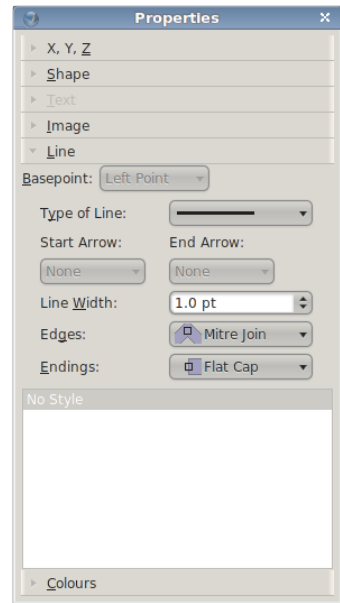 Properties
X, Y, Z
Shape
Text
Image
Line
Basepoint: Left Point
Type of Line:
Start Arrow: End Arrow:
None None
Line Width: 1.0 pt
Edges: Mitre Join
Endings: Flat Cap
No Style
Colours